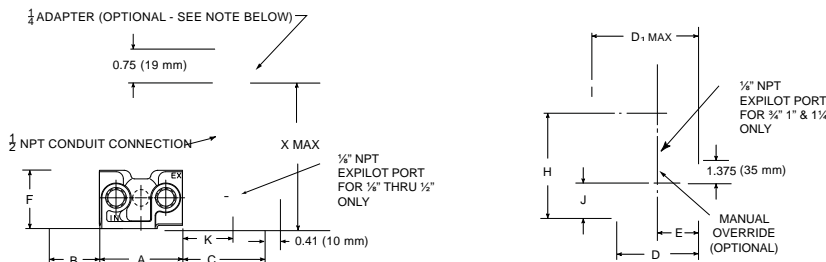 1/4 ADAPTER (OPTIONAL - SEE NOTE BELOW)
0.75 (19 mm)
1/2 NPT CONDUIT CONNECTION
X MAX
⅛" NPT
EXPILOT PORT
FOR ⅛" THRU ½"
ONLY
EX
IN
F
K
0.41 (10 mm)
B
A
C
D₁ MAX
I
⅛" NPT
EXPILOT PORT
FOR ¾" 1" & 1¼
ONLY
H
1.375 (35 mm)
J
MANUAL
OVERRIDE
(OPTIONAL)
E
D